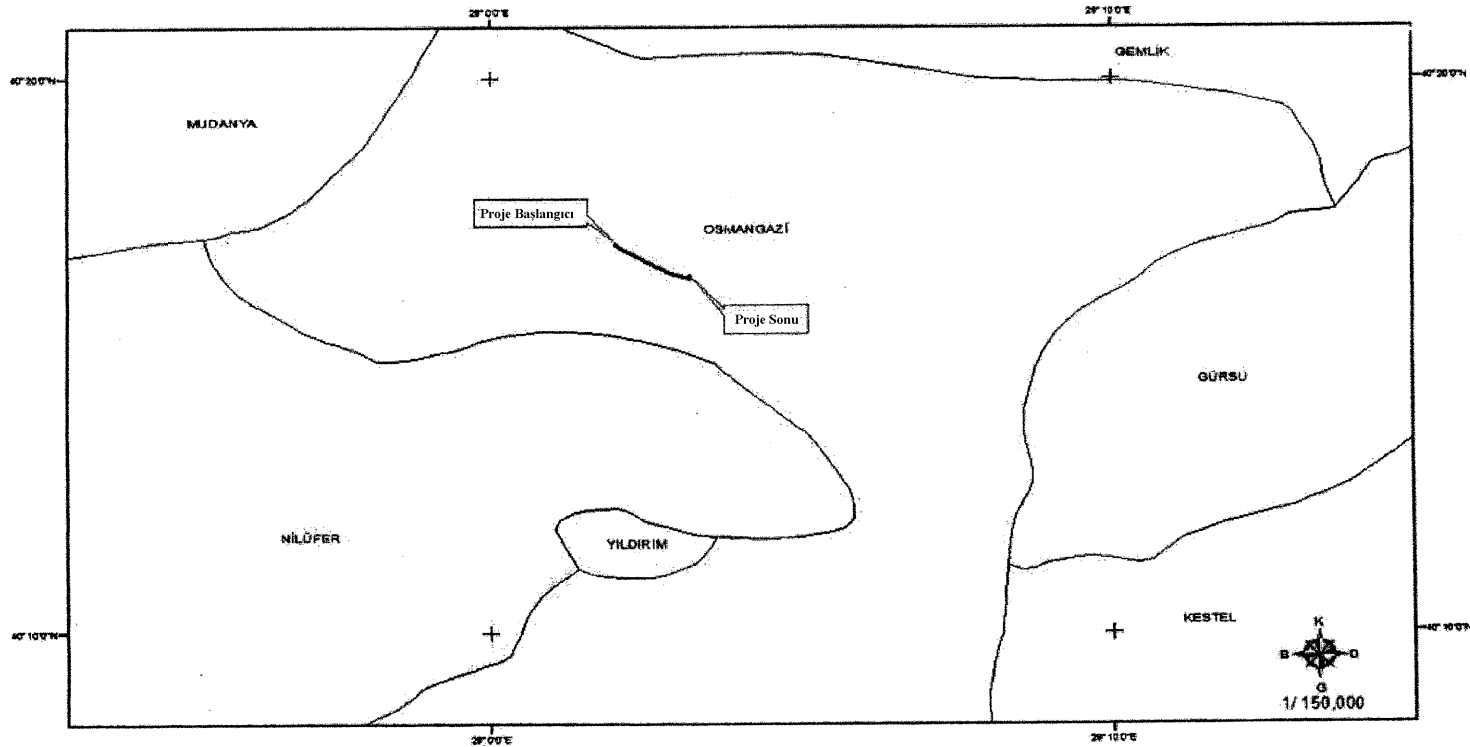 29°0'0"E
29°10'0"E
GEMLİK
40°20'0"N
40°20'0"N
MUDANYA
Proje Başlangıcı
OSMANGAZİ
Proje Sonu
GÜRSU
NİLÜFER
YILDIRIM
KESTEL
40°10'0"N
40°10'0"N
K
B
D
G
1/ 150,000
29°0'0"E
29°10'0"E